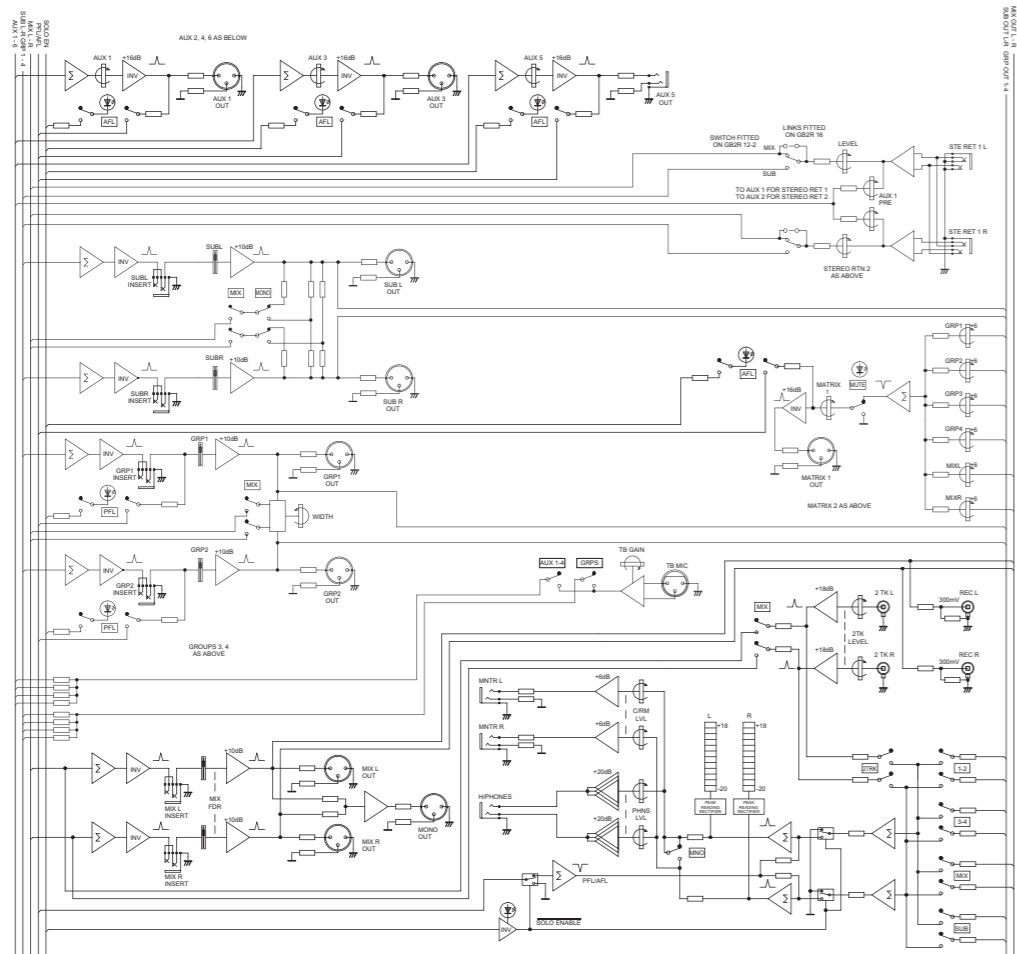 SOLO EN
PFL/AFL
MIX L - R
SUB L-R GRP 1 - 4
AUX 1 - 6
AUX 2, 4, 6 AS BELOW
MIX OUT L - R
SUB OUT L-R GRP OUT 1-4
AUX 1
+16dB
INV
Σ
AUX 1
OUT
AFL
AUX 3
+16dB
INV
Σ
AUX 3
OUT
AFL
AUX 5
+16dB
INV
Σ
AUX 5
OUT
AFL
SWITCH FITTED
ON GB2R 12-2
LINKS FITTED
ON GB2R 16
MIX
SUB
LEVEL
STE RET 1 L
TO AUX 1 FOR STEREO RET 1
TO AUX 2 FOR STEREO RET 2
AUX 1
PRE
STE RET 1 R
STEREO RTN 2
AS ABOVE
Σ
INV
SUBL
INSERT
SUBL
+10dB
SUB L
OUT
MIX
MONO
Σ
INV
SUBR
INSERT
SUBR
+10dB
SUB R
OUT
AFL
+16dB
INV
MATRIX
1
MUTE
Σ
MATRIX 1
OUT
MATRIX 2 AS ABOVE
GRP1
+6
GRP2
+6
GRP3
+6
GRP4
+6
MIXL
+6
MIXR
+6
Σ
INV
GRP1
INSERT
PFL
GRP1
+10dB
GRP1
OUT
MIX
WIDTH
Σ
INV
GRP2
INSERT
PFL
GRP2
+10dB
GRP2
OUT
GROUPS 3, 4
AS ABOVE
AUX 1-4
GRPS
TB GAIN
TB MIC
MIX
+18dB
2 TK L
2TK
LEVEL
+18dB
2 TK R
300mV
REC L
300mV
REC R
MNTR L
+6dB
C/RM
LVL
MNTR R
+6dB
H/PHONES
+20dB
PHNS
LVL
+20dB
L
+18
-20
PEAK
READING
RECTIFIER
R
+18
-20
PEAK
READING
RECTIFIER
2TRK
1-2
3-4
MIX
SUB
MNO
Σ
Σ
Σ
Σ
Σ
INV
MIX L
INSERT
+10dB
MIX L
OUT
MIX
FDR
MONO
OUT
Σ
INV
MIX R
INSERT
+10dB
MIX R
OUT
Σ
PFL/AFL
SOLO ENABLE
INV